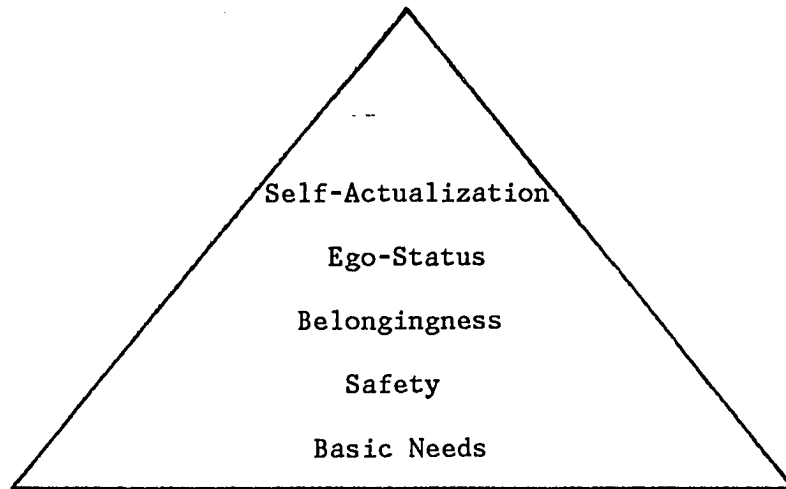 Self-Actualization
Ego-Status
Belongingness
Safety
Basic Needs